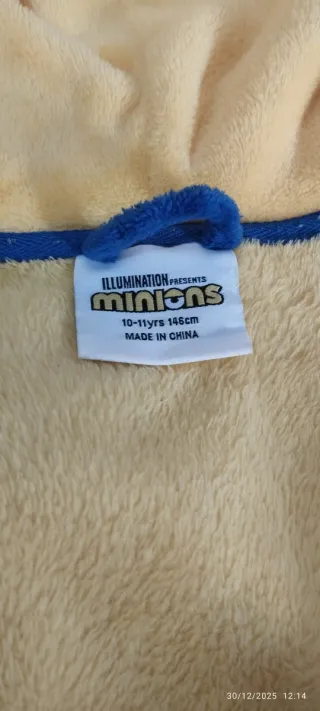 ILLUMINATION PRESENTS
minions
10-11yrs 146cm
MADE IN CHINA
30/12/2025 12:14